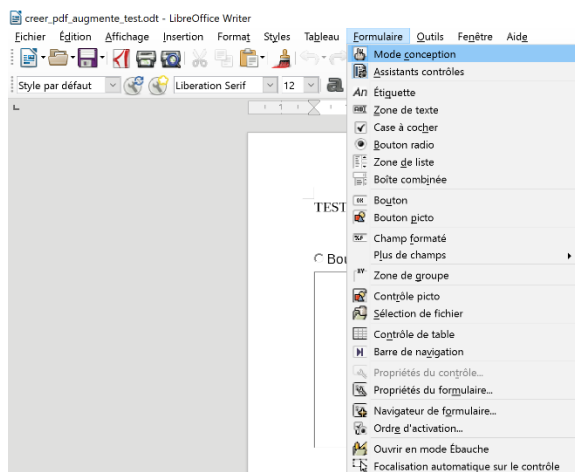 creer_pdf_augmente_test.odt - LibreOffice Writer
Fichier Édition Affichage Insertion Format Styles Tableau Formulaire Outils Fenêtre Aide
Mode conception
Style par défaut Liberation Serif 12 a
Assistants contrôles
Étiquette
Zone de texte
Case à cocher
1 1
Bouton radio
Zone de liste
Boîte combinée
TEST
Bouton
Bouton picto
Champ formaté
Bou
Plus de champs
Zone de groupe
Contrôle picto
Sélection de fichier
Contrôle de table
Barre de navigation
Propriétés du contrôle...
Propriétés du formulaire...
Navigateur de formulaire...
Ordre d'activation...
Ouvrir en mode Ébauche
Focalisation automatique sur le contrôle